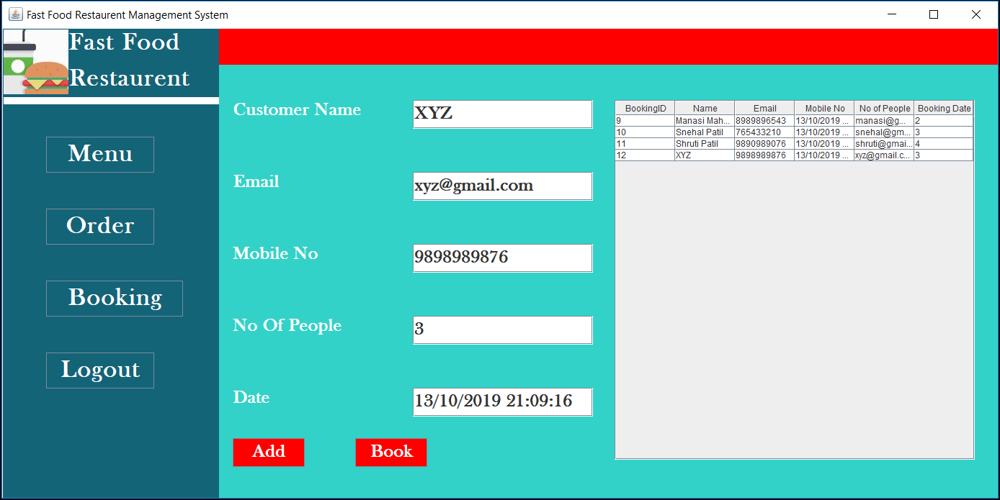 Fast Food Restaurent Management System
Fast Food
Restaurent
Menu
Order
Booking
Logout
Customer Name XYZ
Email xyz@gmail.com
Mobile No 9898989876
No Of People 3
Date 13/10/2019 21:09:16
Add Book
BookingID Name Email Mobile No No of People Booking Date
9 Manasi Mah... 8989896543 13/10/2019 ... manasi@g... 2
10 Snehal Patil 765433210 13/10/2019 ... snehal@gm... 3
11 Shruti Patil 9890989076 13/10/2019 ... shruti@gmai... 4
12 XYZ 9898989876 13/10/2019 ... xyz@gmail.c... 3